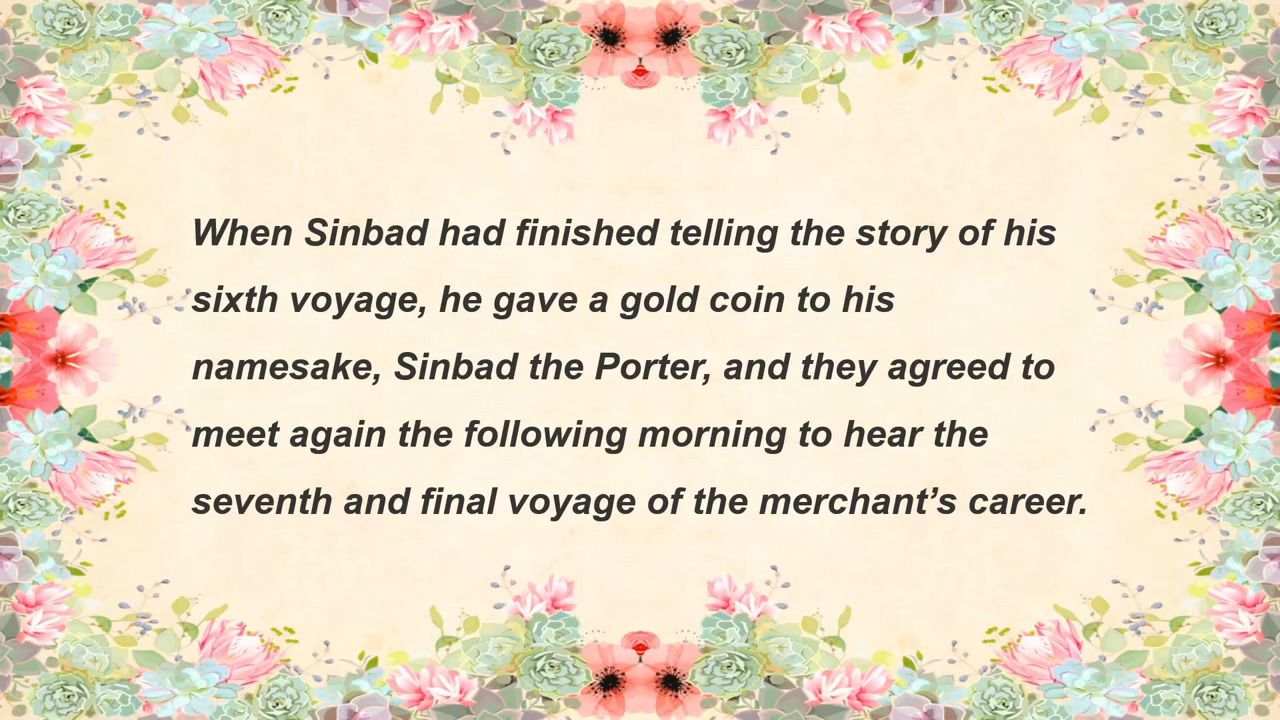 When Sinbad had finished telling the story of his
sixth voyage, he gave a gold coin to his
namesake, Sinbad the Porter, and they agreed to
meet again the following morning to hear the
seventh and final voyage of the merchant’s career.